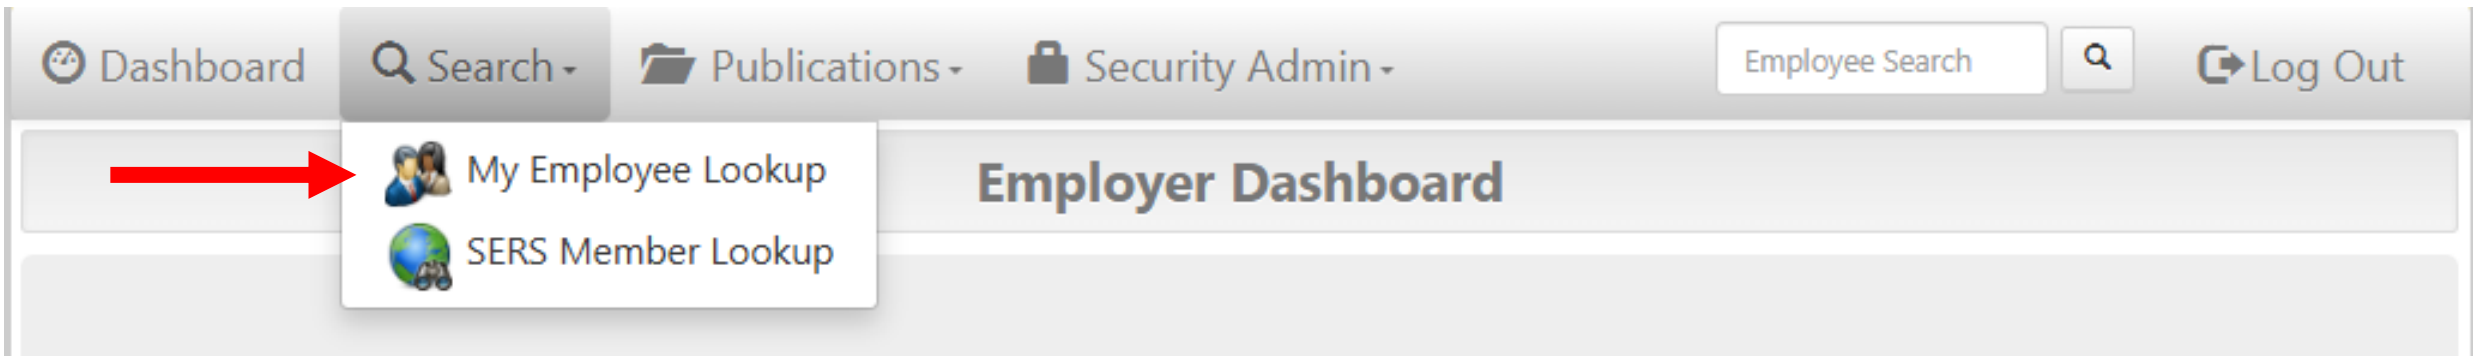 Dashboard Search Publications Security Admin Employee Search Log Out
My Employee Lookup
Employer Dashboard
SERS Member Lookup